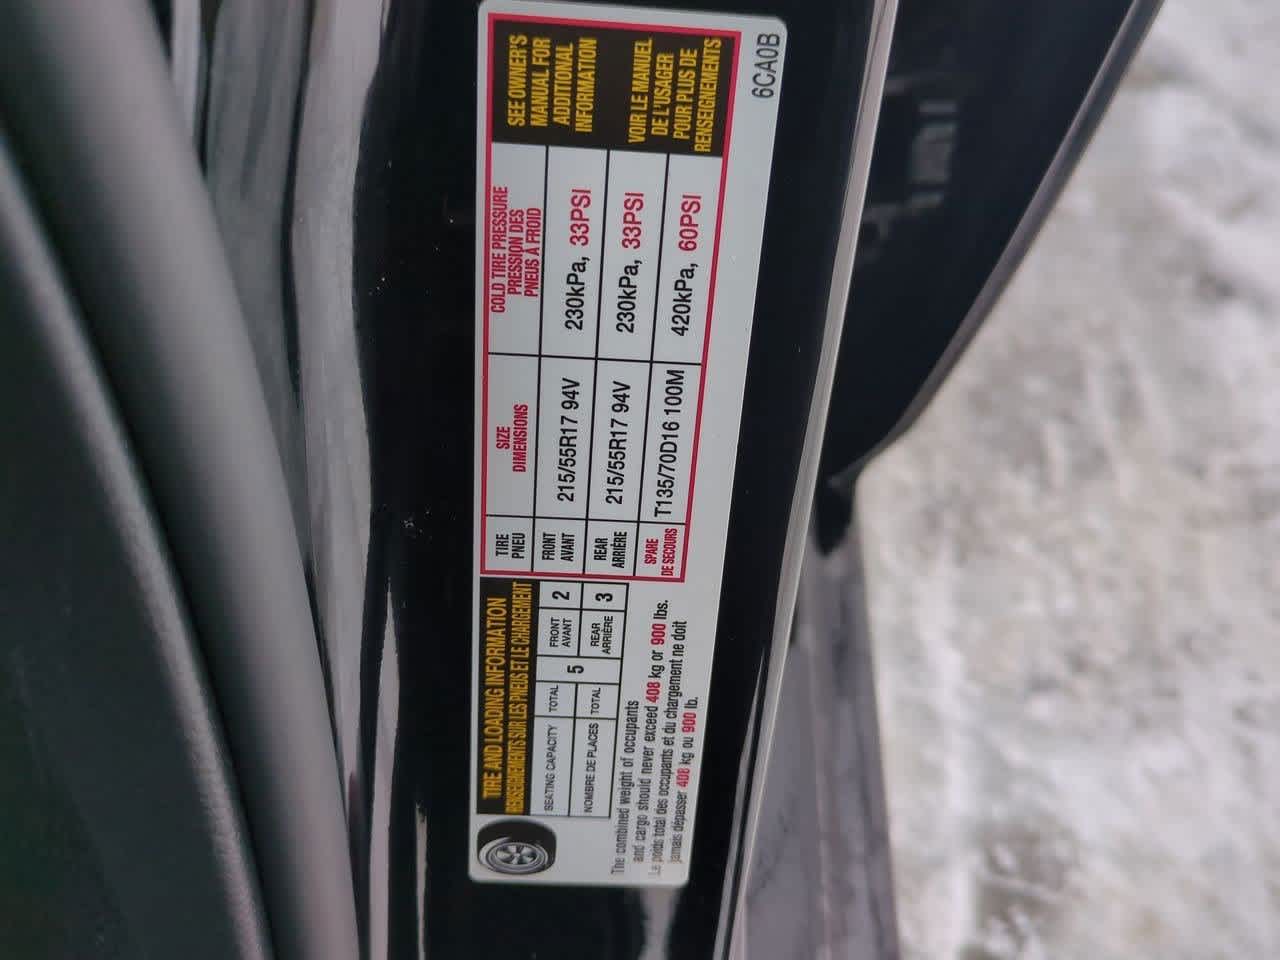 TIRE AND LOADING INFORMATION
RENSEIGNEMENTS SUR LES PNEUS ET LE CHARGEMENT
SEATING CAPACITY
NOMBRE DE PLACES
TOTAL
TOTAL
5
FRONT
AVANT
2
REAR
ARRIÈRE
3
The combined weight of occupants
and cargo should never exceed 408 kg or 900 lbs.
Le poids total des occupants et du chargement ne doit
jamais dépasser 408 kg ou 900 lb.
TIRE
PNEU
SIZE
DIMENSIONS
COLD TIRE PRESSURE
PRESSION DES
PNEUS À FROID
FRONT
AVANT
215/55R17 94V
230kPa, 33PSI
REAR
ARRIÈRE
215/55R17 94V
230kPa, 33PSI
SPARE
DE SECOURS
T135/70D16 100M
420kPa, 60PSI
SEE OWNER'S
MANUAL FOR
ADDITIONAL
INFORMATION
VOIR LE MANUEL
DE L'USAGER
POUR PLUS DE
RENSEIGNEMENTS
6CA0B